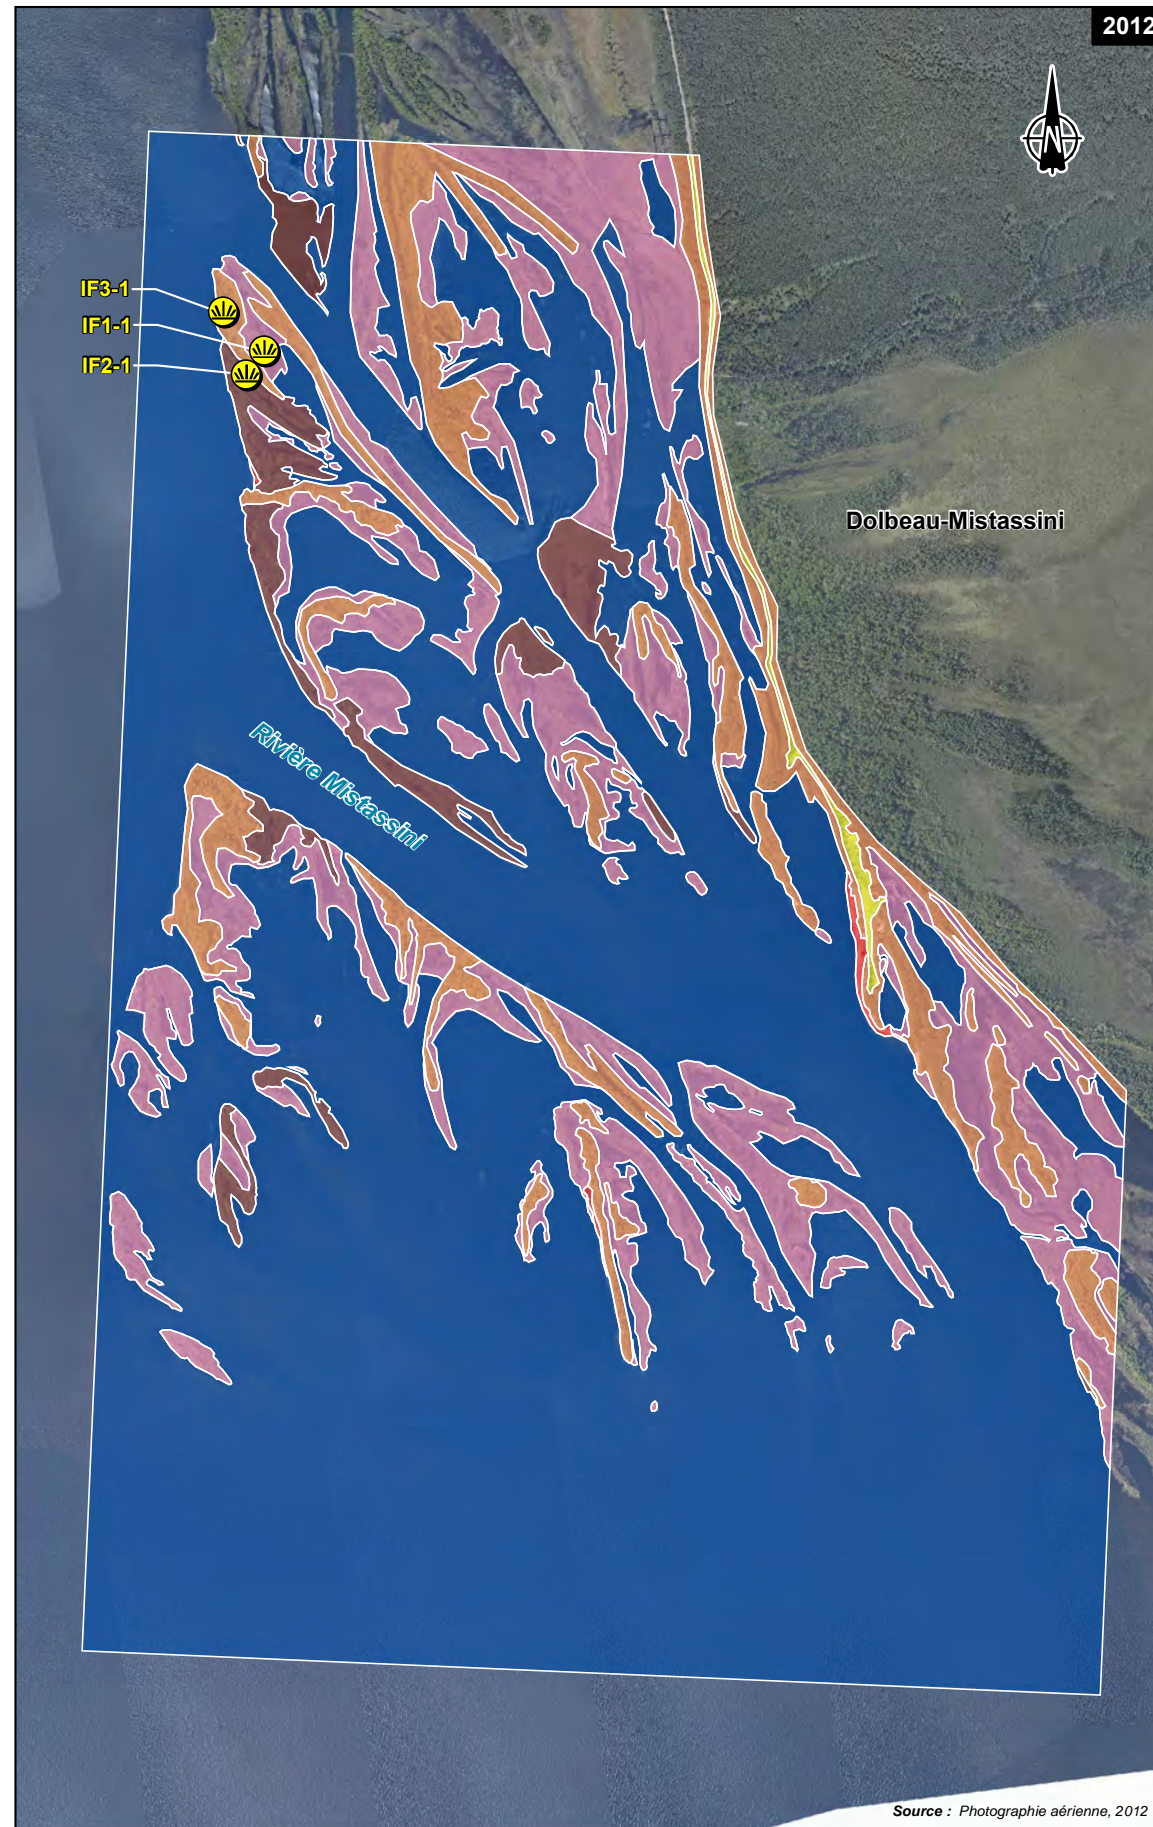 2012
N
IF3-1
IF1-1
IF2-1
Dolbeau-Mistassini
Rivière Mistassini
Source : Photographie aérienne, 2012